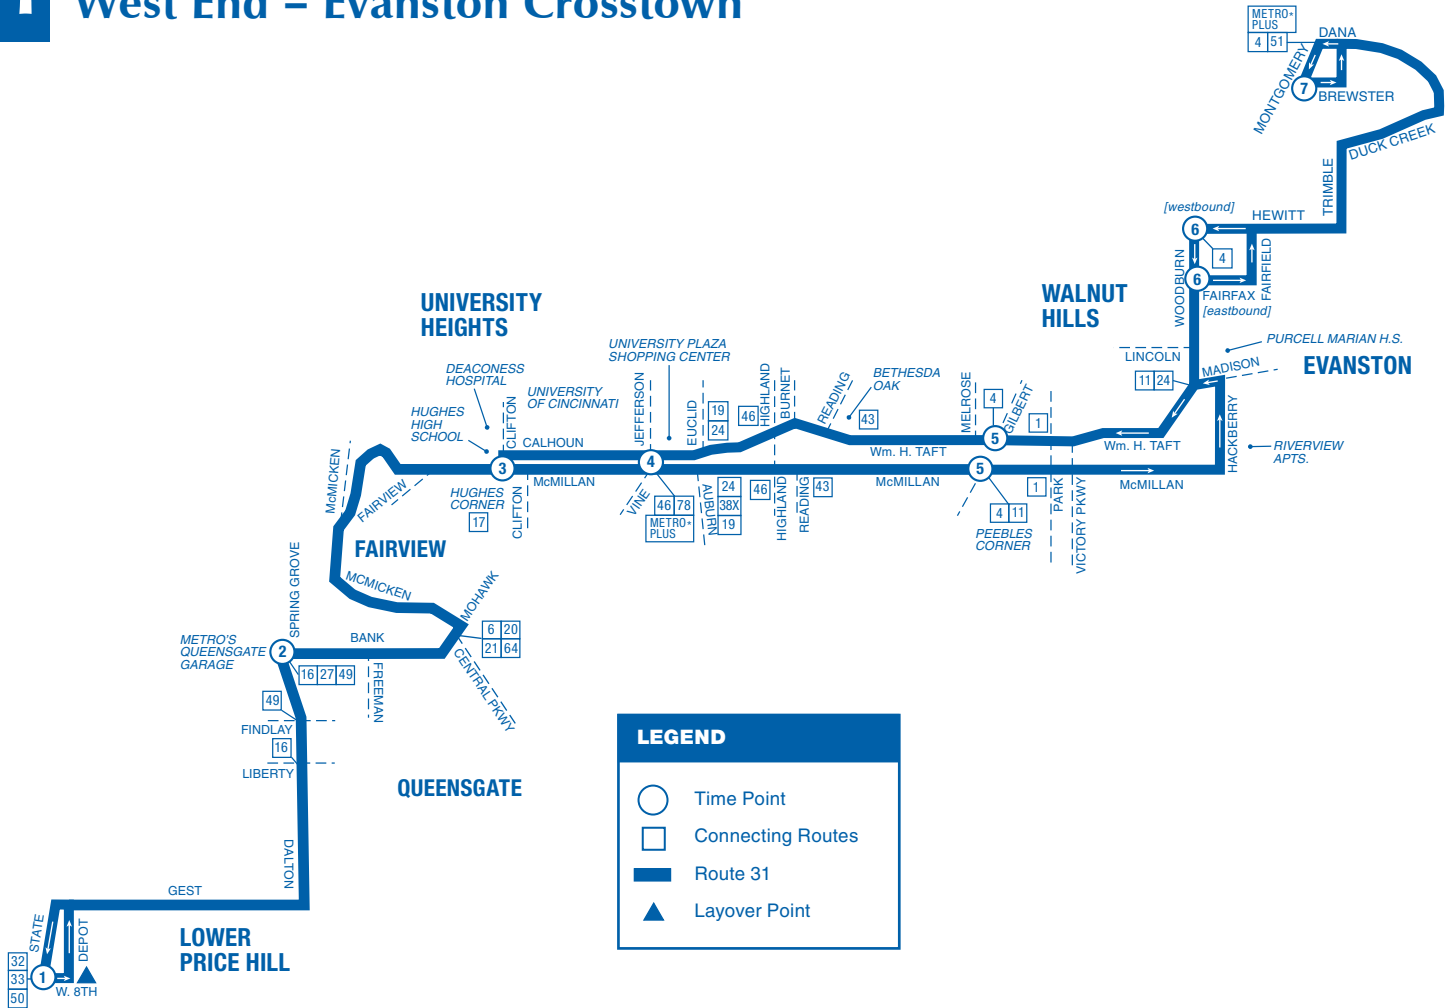 West End – Evanston Crosstown
METRO*
PLUS
4 51
DANA
MONTGOMERY
7
BREWSTER
DUCK CREEK
TRIMBLE
[westbound]
HEWITT
6
4
WOODBURN
FAIRFIELD
6
FAIRFAX
[eastbound]
WALNUT
HILLS
UNIVERSITY
HEIGHTS
PURCELL MARIAN H.S.
LINCOLN
MADISON
EVANSTON
11 24
UNIVERSITY PLAZA
SHOPPING CENTER
DEACONESS
HOSPITAL
UNIVERSITY
OF CINCINNATI
HUGHES
HIGH
SCHOOL
CLIFTON
CALHOUN
JEFFERSON
EUCLID
19
24
46
HIGHLAND
BURNET
READING
BETHESDA
OAK
43
MELROSE
4
GILBERT
1
5
Wm. H. TAFT
Wm. H. TAFT
HACKBERRY
RIVERVIEW
APTS.
McMICKEN
FAIRVIEW
3
HUGHES
CORNER
17
CLIFTON
McMILLAN
4
VINE
46 78
METRO*
PLUS
AUBURN
24
38X
19
46
HIGHLAND
READING
43
McMILLAN
5
4 11
PEEBLES
CORNER
1
PARK
VICTORY PKWY
McMILLAN
FAIRVIEW
MCMICKEN
MOHAWK
SPRING GROVE
METRO'S
QUEENSGATE
GARAGE
2
BANK
6 20
21 64
16 27 49
FREEMAN
CENTRAL PKWY
49
FINDLAY
16
LIBERTY
QUEENSGATE
DALTON
GEST
STATE
DEPOT
LOWER
PRICE HILL
32
33
50
1
W. 8TH
LEGEND
Time Point
Connecting Routes
Route 31
Layover Point